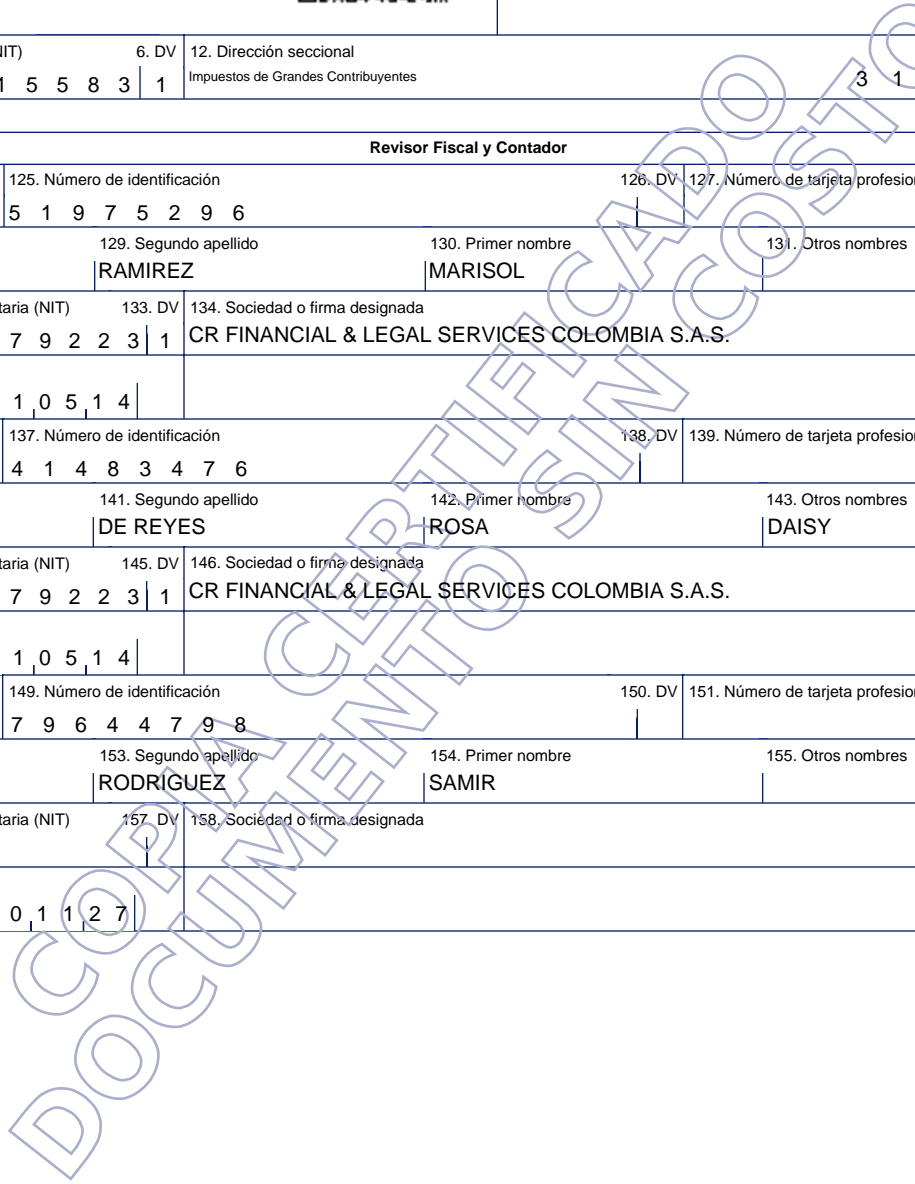 NIT) 6. DV 12. Dirección seccional
1 5 5 8 3 1 Impuestos de Grandes Contribuyentes 3 1
Revisor Fiscal y Contador
125. Número de identificación 126. DV 127. Número de tarjeta profesion
5 1 9 7 5 2 9 6
129. Segundo apellido 130. Primer nombre 131. Otros nombres
RAMIREZ MARISOL
taria (NIT) 133. DV 134. Sociedad o firma designada
7 9 2 2 3 1 CR FINANCIAL & LEGAL SERVICES COLOMBIA S.A.S.
1 0 5 1 4
137. Número de identificación 138. DV 139. Número de tarjeta profesion
4 1 4 8 3 4 7 6
141. Segundo apellido 142. Primer nombre 143. Otros nombres
DE REYES ROSA DAISY
taria (NIT) 145. DV 146. Sociedad o firma designada
7 9 2 2 3 1 CR FINANCIAL & LEGAL SERVICES COLOMBIA S.A.S.
1 0 5 1 4
149. Número de identificación 150. DV 151. Número de tarjeta profesion
7 9 6 4 4 7 9 8
153. Segundo apellido 154. Primer nombre 155. Otros nombres
RODRIGUEZ SAMIR
taria (NIT) 157. DV 158. Sociedad o firma designada
0 1 1 2 7
COPIA CERTIFICADO
DOCUMENTO SIN COSTO